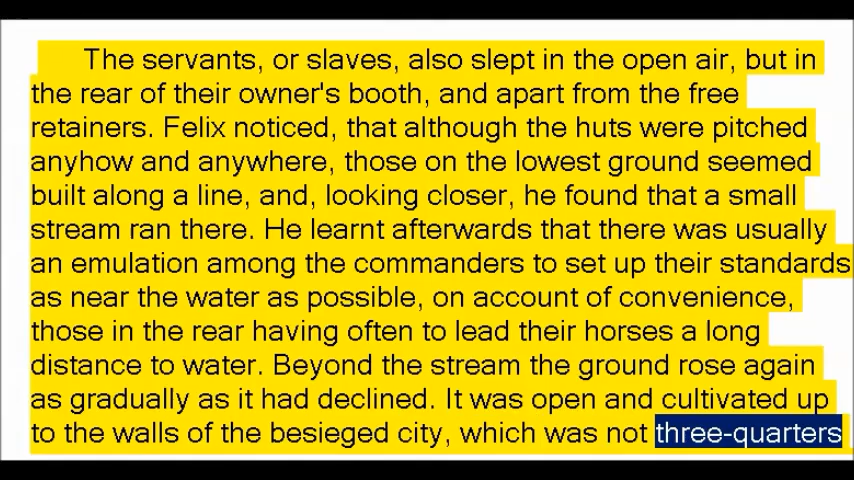 The servants, or slaves, also slept in the open air, but in
the rear of their owner's booth, and apart from the free
retainers. Felix noticed, that although the huts were pitched
anyhow and anywhere, those on the lowest ground seemed
built along a line, and, looking closer, he found that a small
stream ran there. He learnt afterwards that there was usually
an emulation among the commanders to set up their standards
as near the water as possible, on account of convenience,
those in the rear having often to lead their horses a long
distance to water. Beyond the stream the ground rose again
as gradually as it had declined. It was open and cultivated up
to the walls of the besieged city, which was not three-quarters